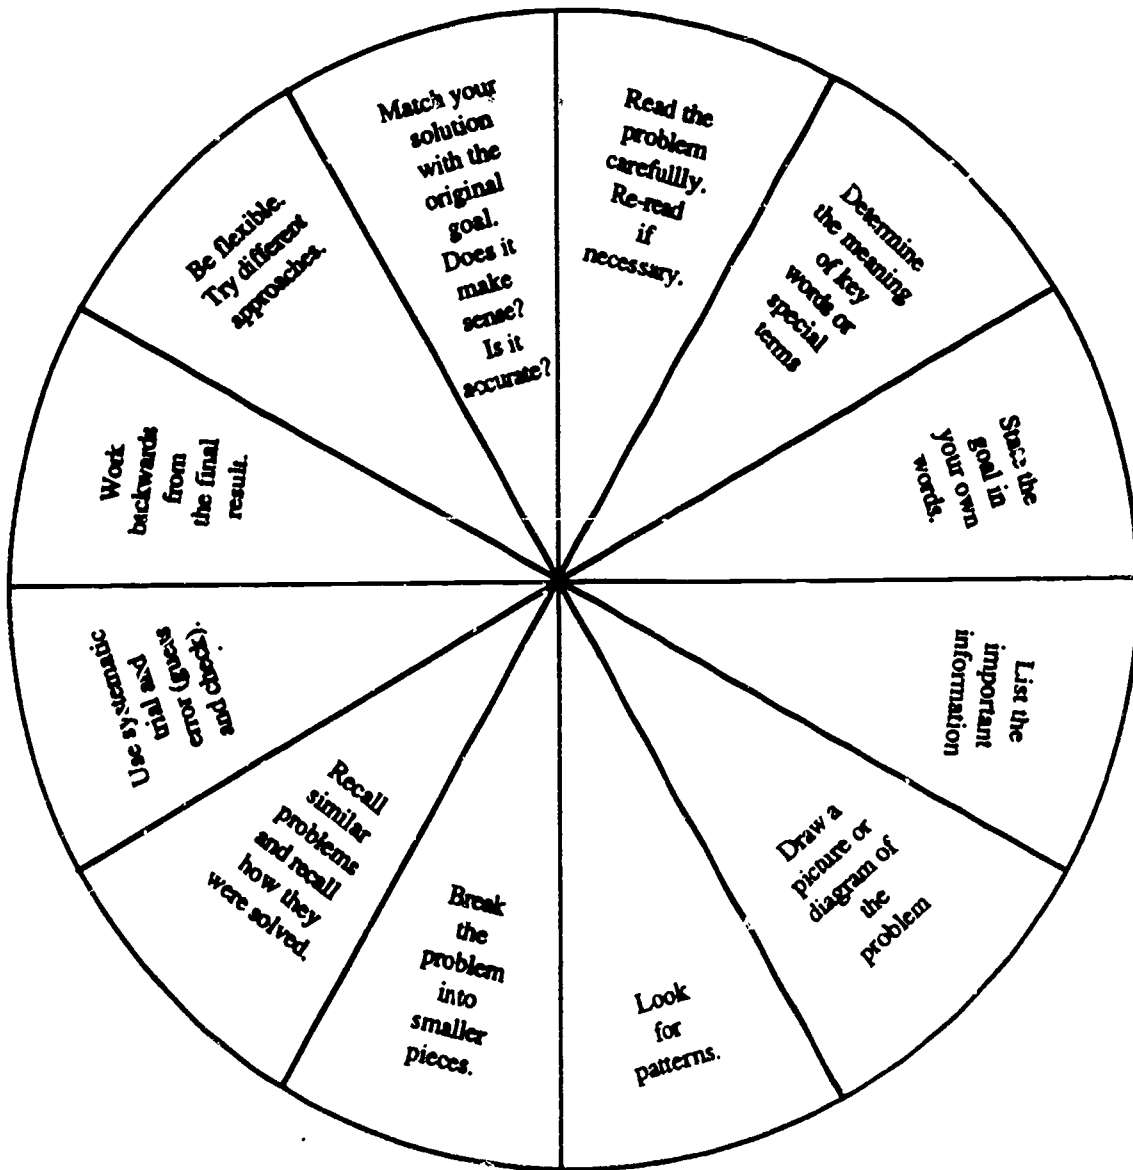 Read the
problem
carefullly.
Re-read
if
necessary.
Determine
the meaning
of key
words or
special
terms
State the
goal in
your own
words.
List the
important
information
Draw a
picture or
diagram of
the
problem
Look
for
patterns.
Break
the
problem
into
smaller
pieces.
Recall
similar
problems
and recall
how they
were solved.
Use systematic
trial and
error (guess
and check).
Work
backwards
from
the final
result.
Be flexible.
Try different
approaches.
Match your
solution
with the
original
goal.
Does it
make
sense?
Is it
accurate?